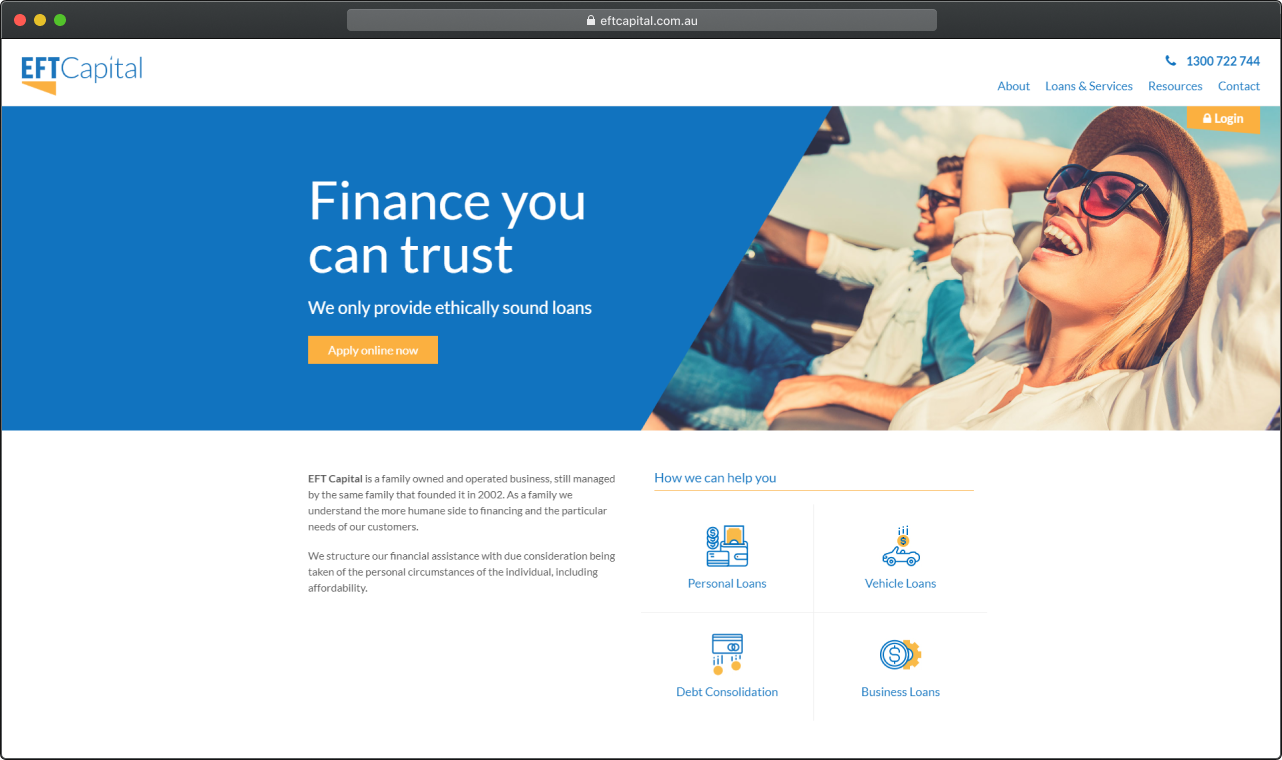 eftcapital.com.au
EFTCapital
1300 722 744
About Loans & Services Resources Contact
Login
Finance you
can trust
We only provide ethically sound loans
Apply online now
EFT Capital is a family owned and operated business, still managed
by the same family that founded it in 2002. As a family we
understand the more humane side to financing and the particular
needs of our customers.
We structure our financial assistance with due consideration being
taken of the personal circumstances of the individual, including
affordability.
How we can help you
Personal Loans
Vehicle Loans
Debt Consolidation
Business Loans